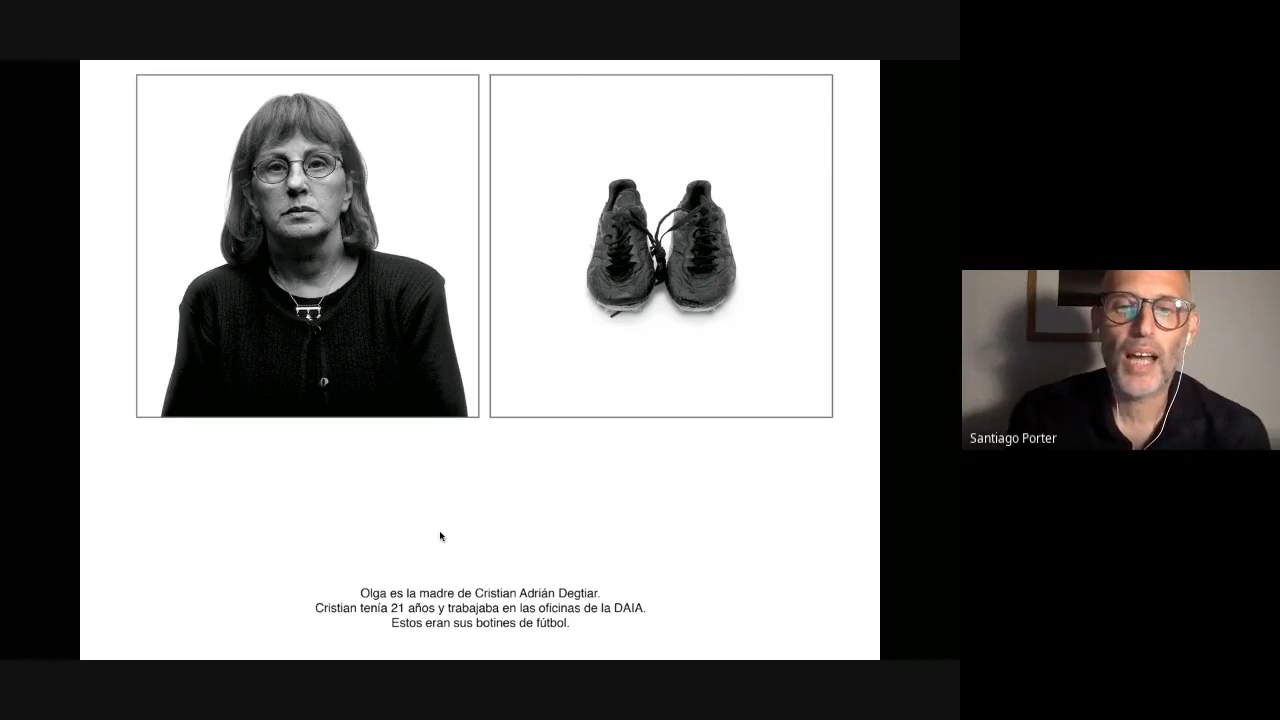 Olga es la madre de Cristian Adrián Degtiar.
Cristian tenía 21 años y trabajaba en las oficinas de la DAIA.
Estos eran sus botines de fútbol.
Santiago Porter